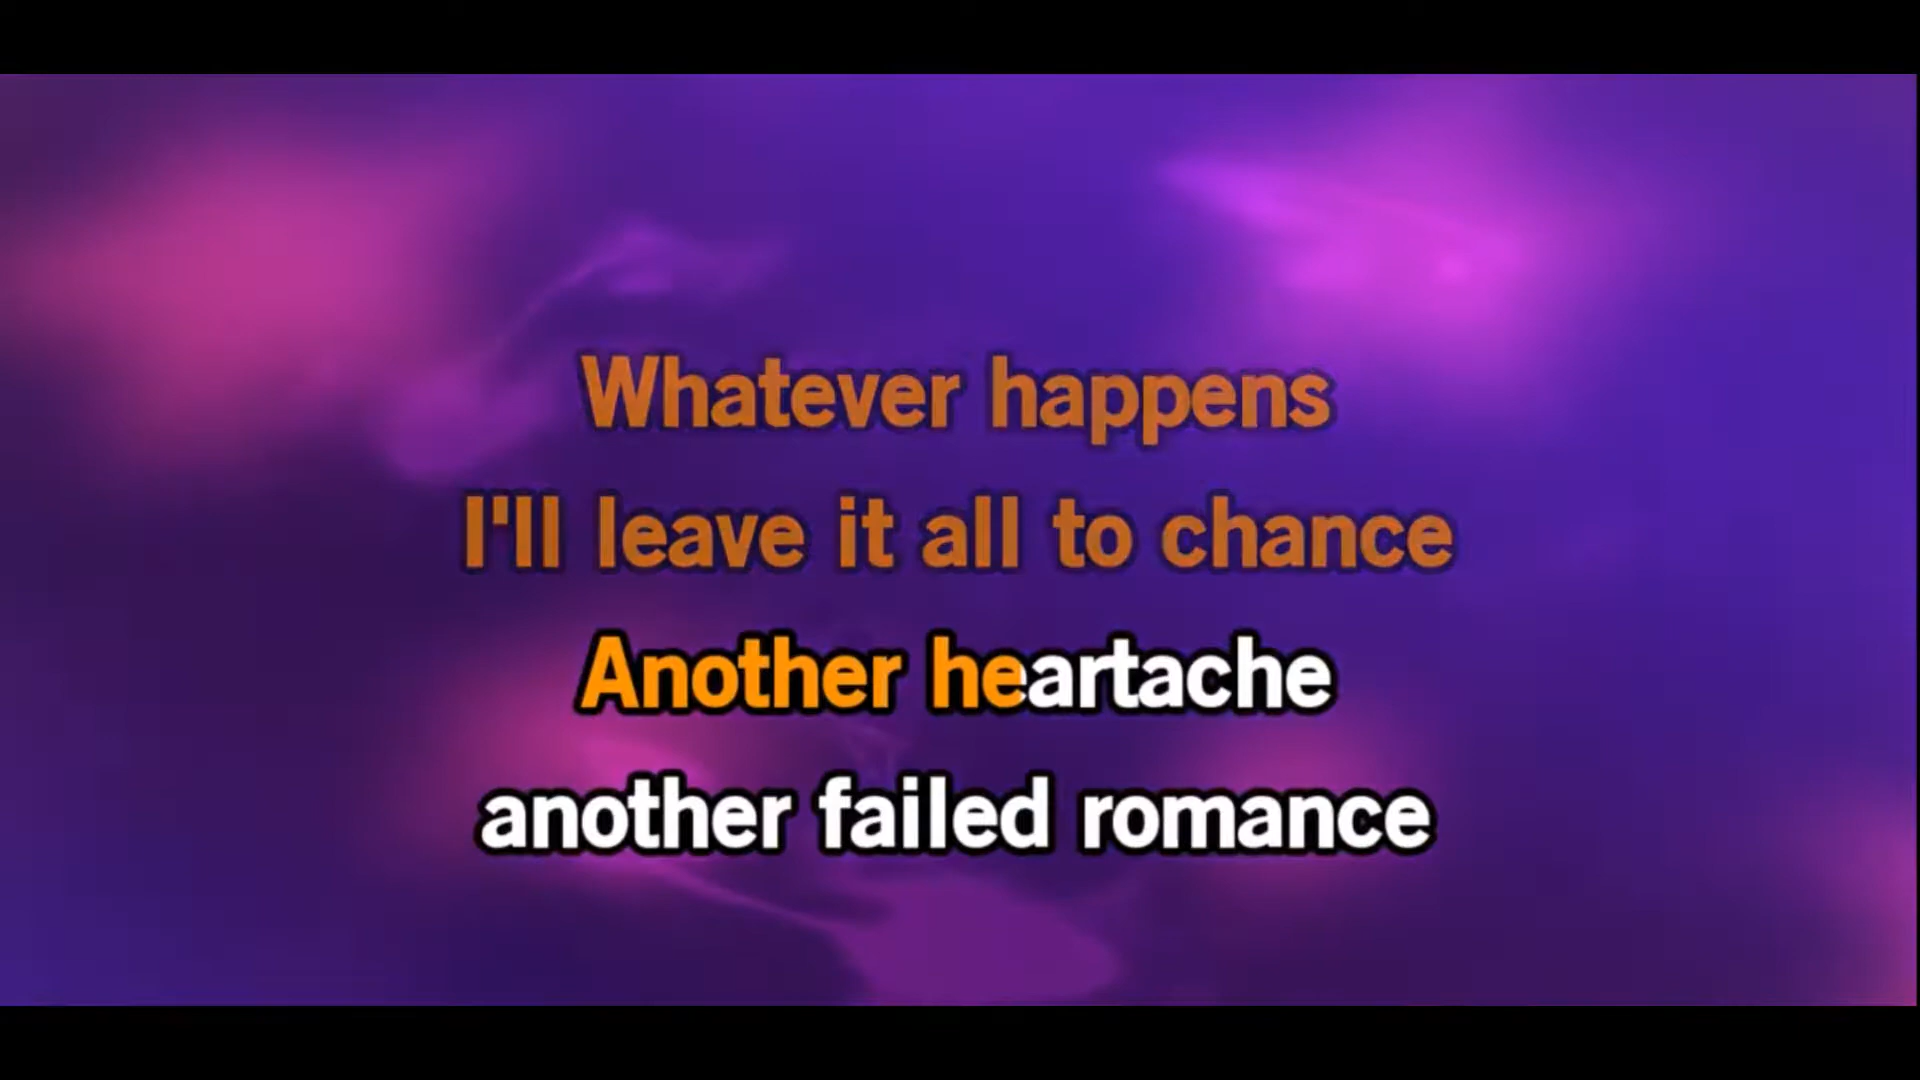 Whatever happens
I'll leave it all to chance
Another heartache
another failed romance